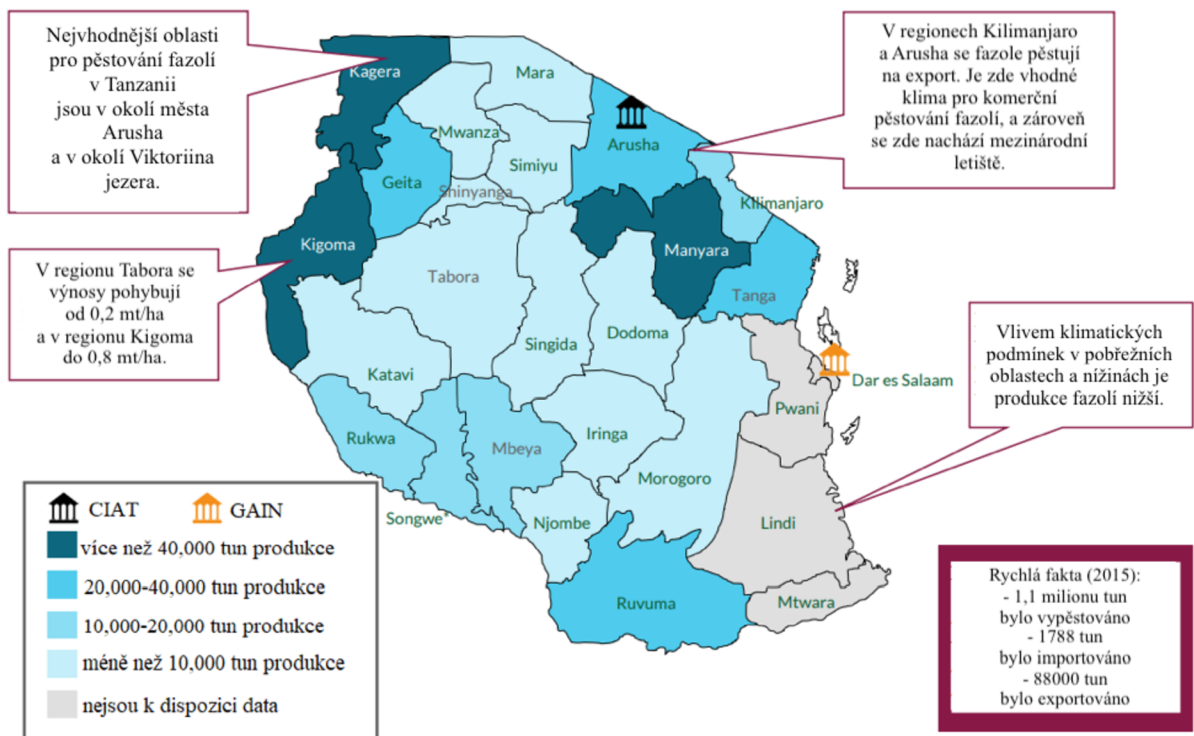 Nejvhodnější oblasti
pro pěstování fazolí
v Tanzanii
jsou v okolí města
Arusha
a v okolí Viktoriina
jezera.
V regionech Kilimanjaro
a Arusha se fazole pěstují
na export. Je zde vhodné
klima pro komerční
pěstování fazolí, a zároveň
se zde nachází mezinárodní
letiště.
V regionu Tabora se
výnosy pohybují
od 0,2 mt/ha
a v regionu Kigoma
do 0,8 mt/ha.
Vlivem klimatických
podmínek v pobřežních
oblastech a nížinách je
produkce fazolí nižší.
Kagera
Mara
Mwanza
Arusha
Simiyu
Geita
Shinyanga
KIlimanjaro
Kigoma
Manyara
Tabora
Tanga
Dodoma
Singida
Katavi
Dar es Salaam
Pwani
Rukwa
Mbeya
Iringa
Morogoro
Songwe*
Njombe
Lindi
Ruvuma
Mtwara
CIAT
GAIN
více než 40,000 tun produkce
20,000-40,000 tun produkce
10,000-20,000 tun produkce
méně než 10,000 tun produkce
nejsou k dispozici data
Rychlá fakta (2015):
- 1,1 milionu tun
bylo vypěstováno
- 1788 tun
bylo importováno
- 88000 tun
bylo exportováno